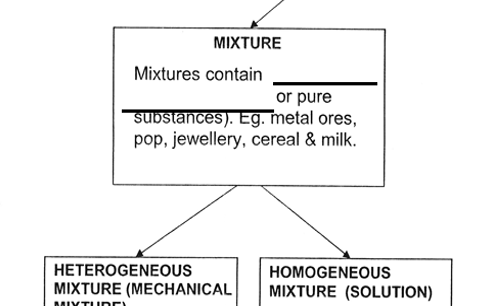 MIXTURE
Mixtures contain
or pure
substances). Eg. metal ores,
pop, jewellery, cereal & milk.
HETEROGENEOUS
MIXTURE (MECHANICAL
MIXTURE)
HOMOGENEOUS
MIXTURE (SOLUTION)